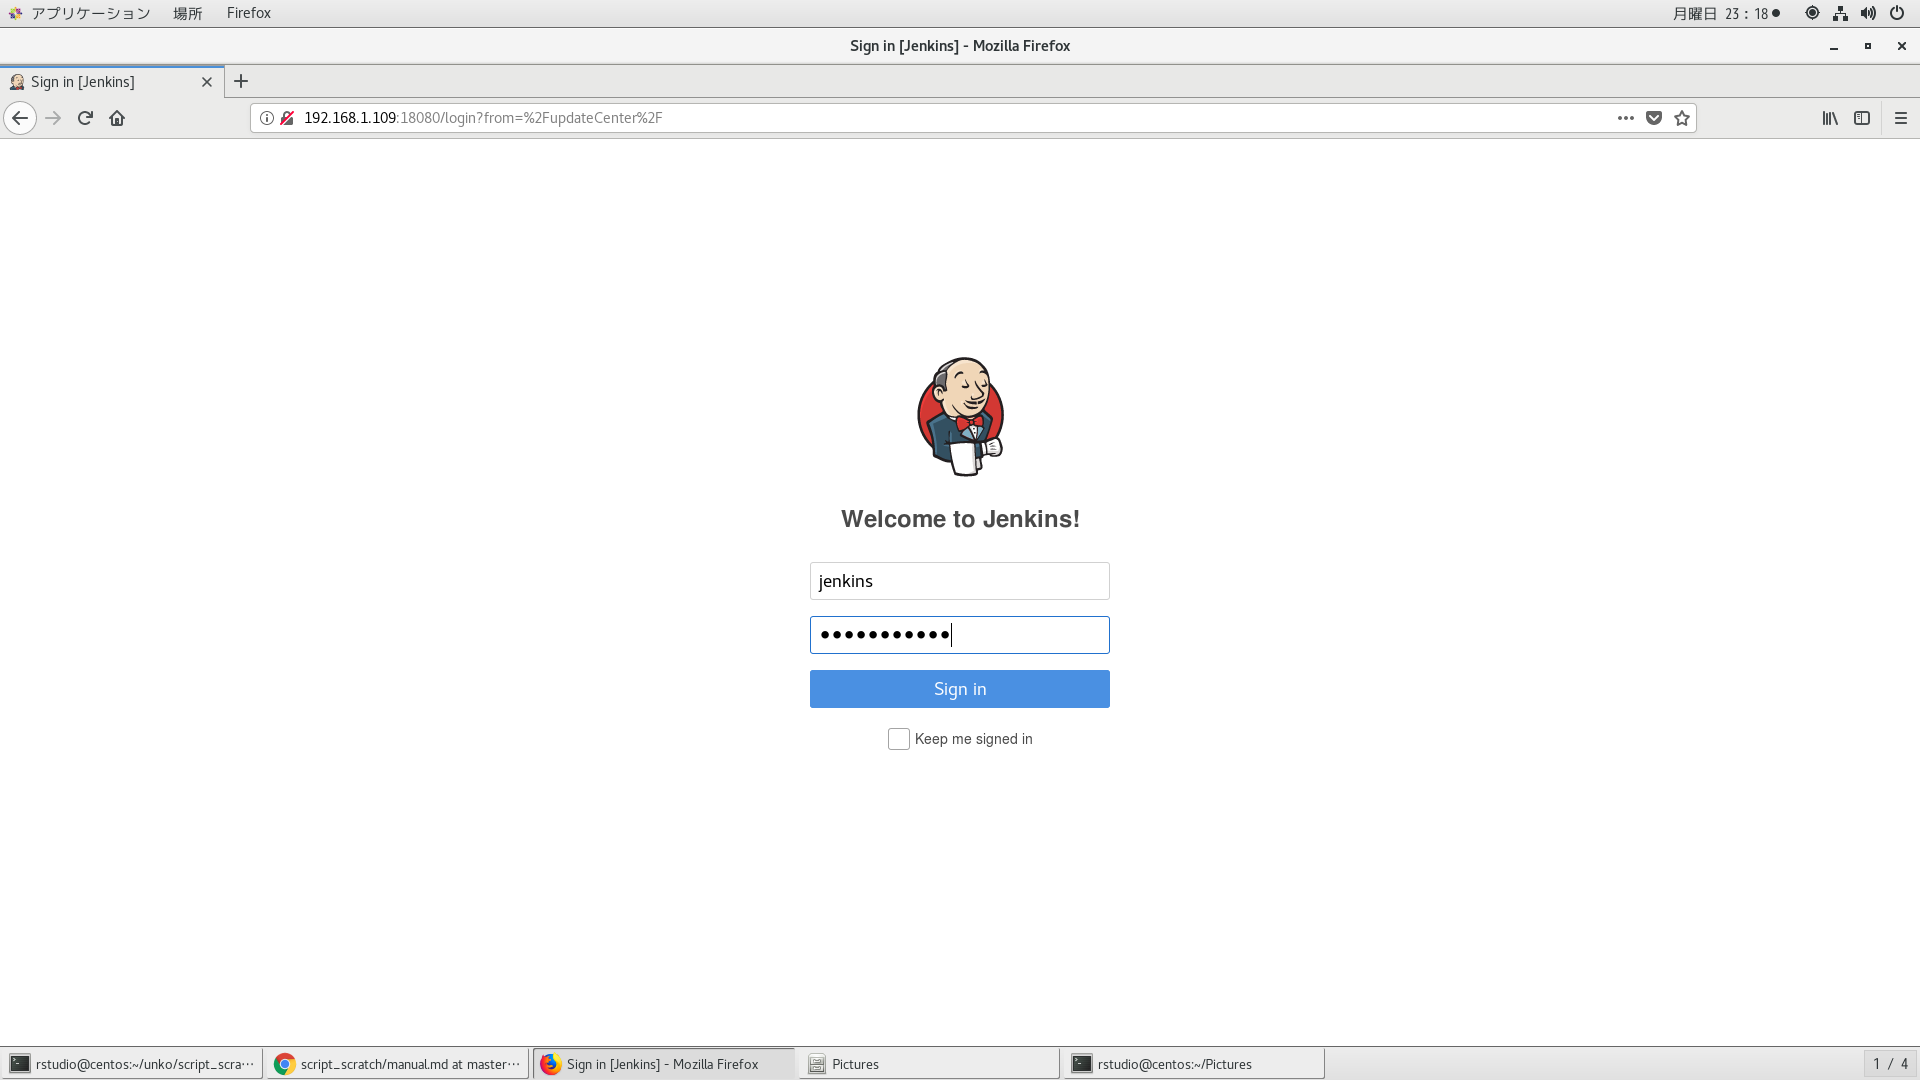 アプリケーション 場所 Firefox 月曜日 23:18●
Sign in [Jenkins] - Mozilla Firefox
Sign in [Jenkins]
192.168.1.109:18080/login?from=%2FupdateCenter%2F
Welcome to Jenkins!
jenkins
●●●●●●●●●●●
Sign in
Keep me signed in
rstudio@centos:~/unko/script_scra… script_scratch/manual.md at master… Sign in [Jenkins] - Mozilla Firefox Pictures rstudio@centos:~/Pictures 1 / 4